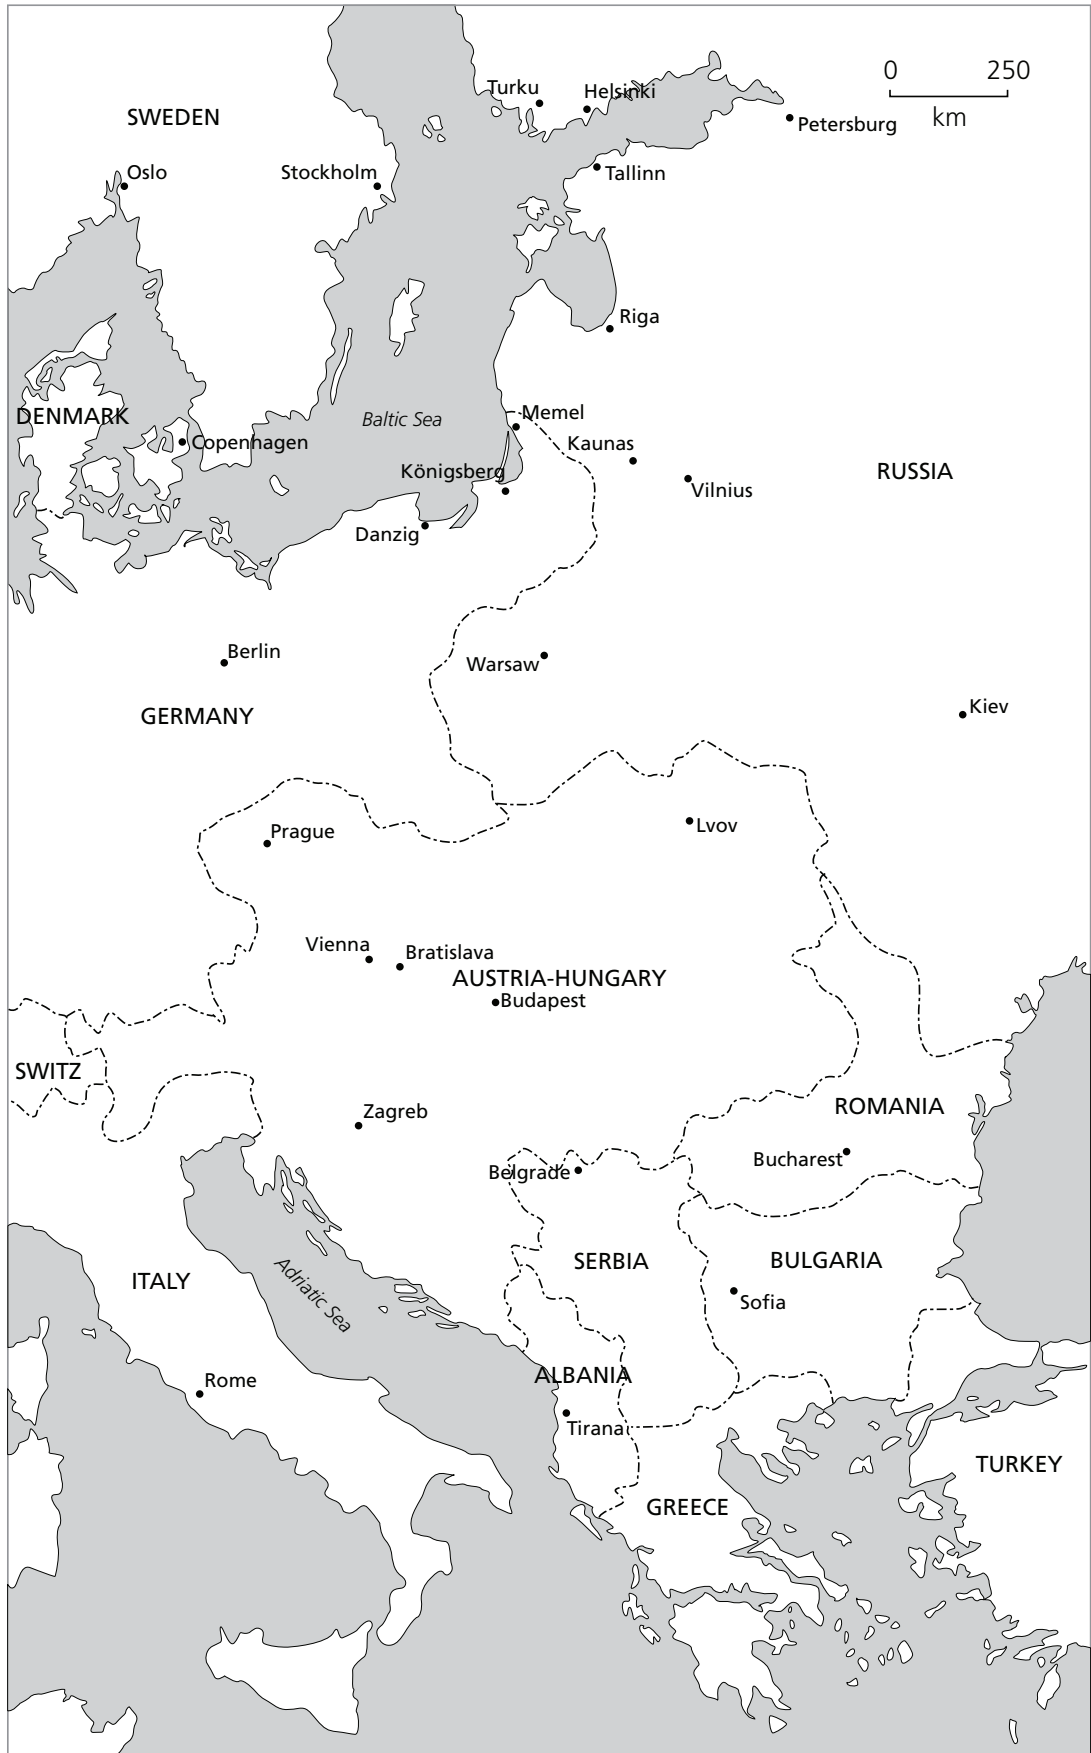 0 250
km
Turku
Helsinki
SWEDEN
Petersburg
Oslo
Stockholm
Tallinn
Riga
DENMARK
Baltic Sea
Memel
Copenhagen
Kaunas
Königsberg
RUSSIA
Vilnius
Danzig
Berlin
Warsaw
GERMANY
Kiev
Prague
Lvov
Vienna
Bratislava
AUSTRIA-HUNGARY
Budapest
SWITZ
Zagreb
ROMANIA
Bucharest
Belgrade
SERBIA
BULGARIA
ITALY
Adriatic Sea
Sofia
Rome
ALBANIA
Tirana
TURKEY
GREECE